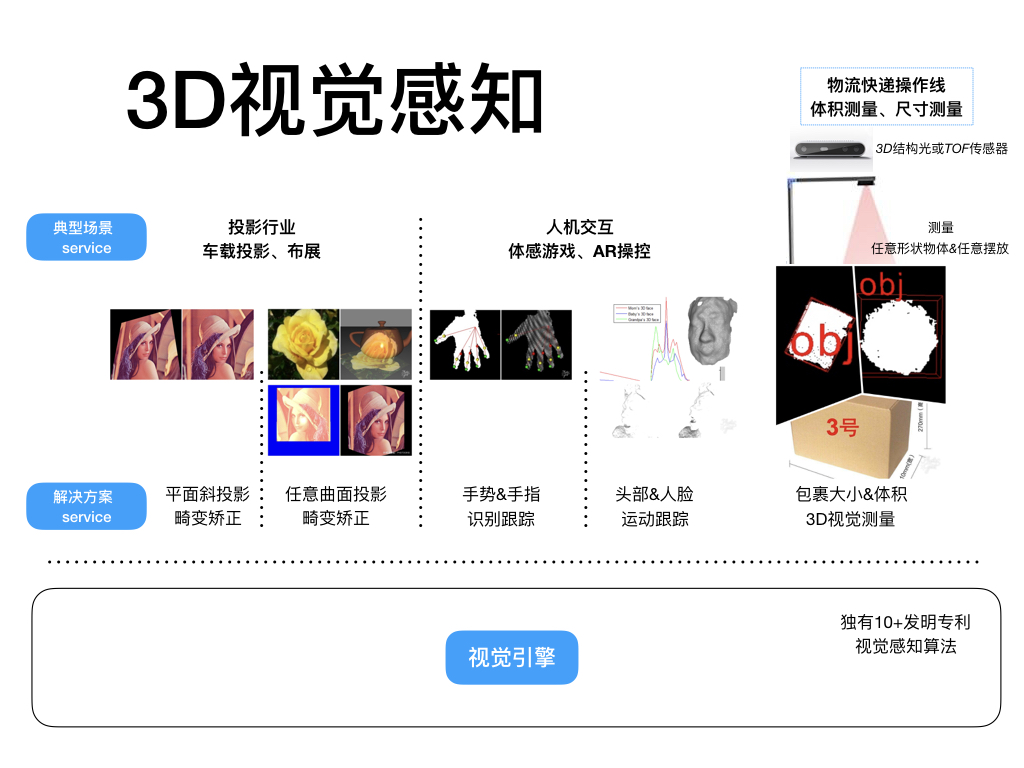 3D视觉感知
物流快递操作线
体积测量、尺寸测量
3D结构光或TOF传感器
典型场景
service
投影行业
车载投影、布展
人机交互
体感游戏、AR操控
测量
任意形状物体&任意摆放
obj
obj
3号
270mm
解决方案
service
平面斜投影
畸变矫正
任意曲面投影
畸变矫正
手势&手指
识别跟踪
头部&人脸
运动跟踪
包裹大小&体积
3D视觉测量
独有10+发明专利
视觉感知算法
视觉引擎